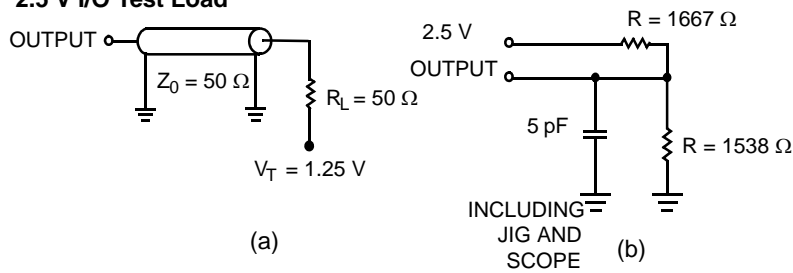 2.5 V I/O Test Load
OUTPUT
Z0 = 50 Ω
RL = 50 Ω
VT = 1.25 V
(a)
2.5 V
OUTPUT
R = 1667 Ω
5 pF
R = 1538 Ω
INCLUDING
JIG AND
SCOPE
(b)